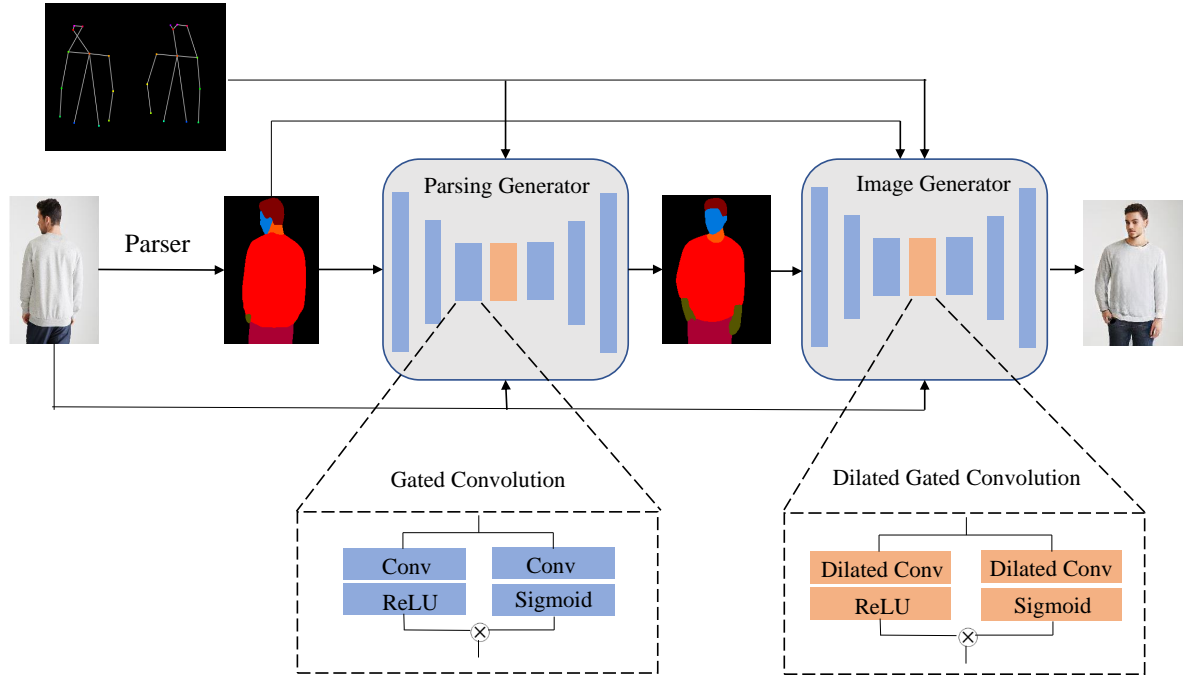 Parsing Generator
Image Generator
Parser
Gated Convolution
Dilated Gated Convolution
Conv
Conv
ReLU
Sigmoid
Dilated Conv
Dilated Conv
ReLU
Sigmoid